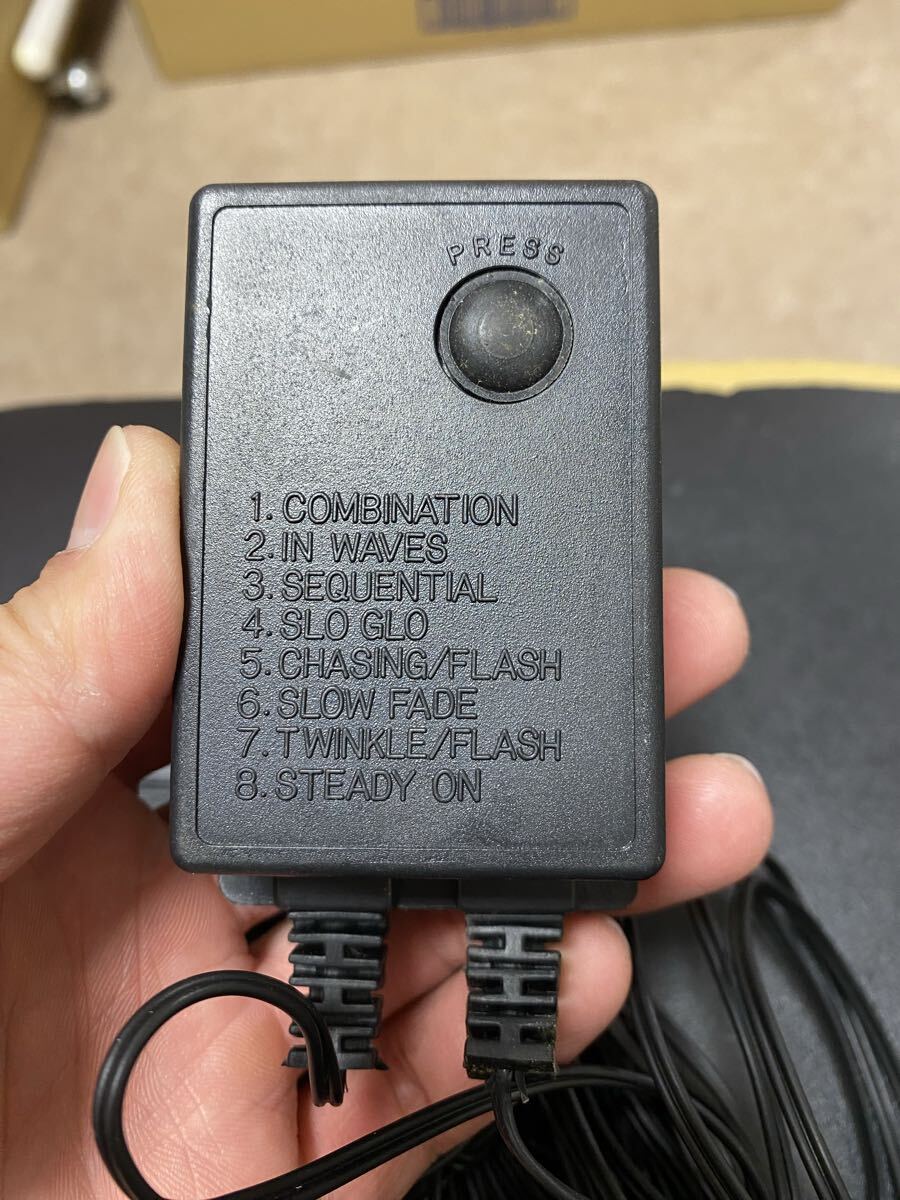 PRESS
1. COMBINATION
2. IN WAVES
3. SEQUENTIAL
4. SLO GLO
5. CHASING/FLASH
6. SLOW FADE
7. TWINKLE/FLASH
8. STEADY ON